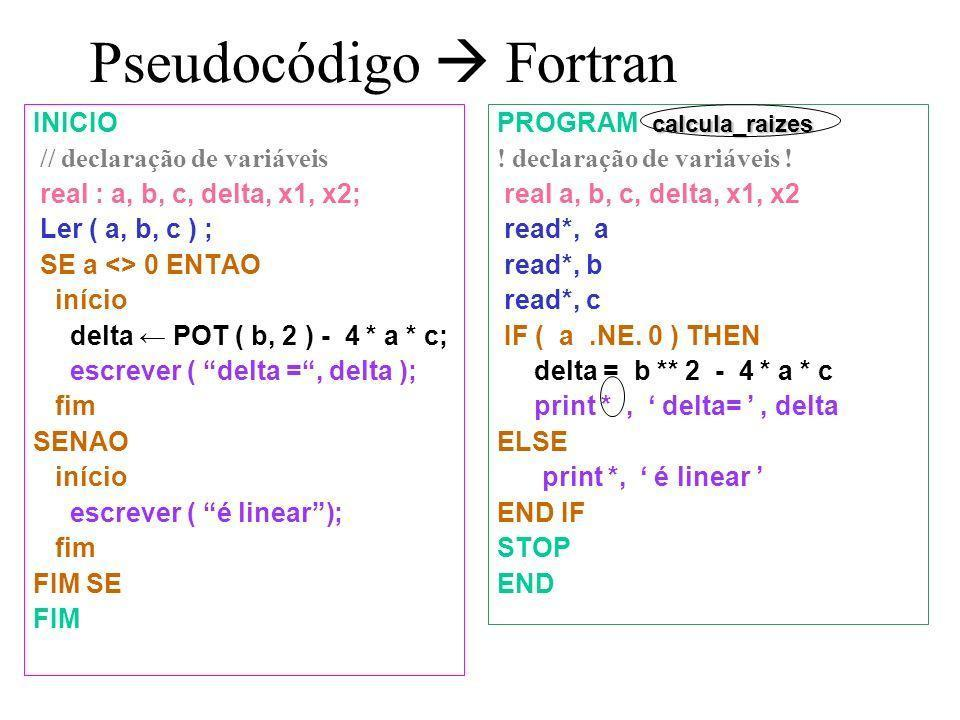 Pseudocódigo → Fortran
INICIO
// declaração de variáveis
real : a, b, c, delta, x1, x2;
Ler ( a, b, c ) ;
SE a <> 0 ENTAO
início
delta ← POT ( b, 2 ) - 4 * a * c;
escrever ( “delta =“, delta );
fim
SENAO
início
escrever ( “é linear”);
fim
FIM SE
FIM
PROGRAM calcula_raizes
! declaração de variáveis !
real a, b, c, delta, x1, x2
read*, a
read*, b
read*, c
IF ( a .NE. 0 ) THEN
delta = b ** 2 - 4 * a * c
print * , ‘ delta= ’ , delta
ELSE
print *, ‘ é linear ’
END IF
STOP
END